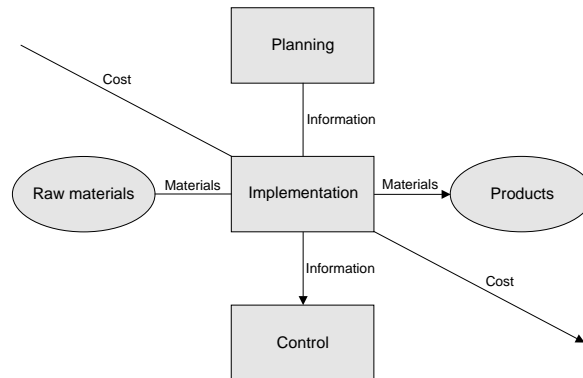 Planning
Cost
Information
Raw materials
Materials
Implementation
Materials
Products
Information
Cost
Control